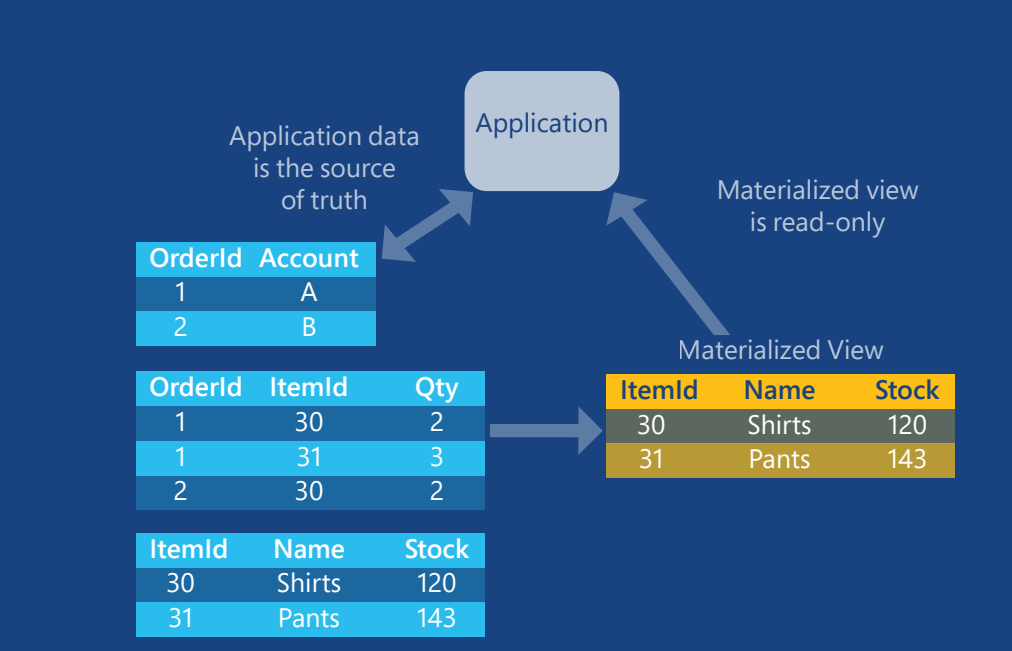 Application
Application data
is the source
of truth
Materialized view
is read-only
OrderId Account
1 A
2 B
OrderId ItemId Qty
1 30 2
1 31 3
2 30 2
ItemId Name Stock
30 Shirts 120
31 Pants 143
Materialized View
ItemId Name Stock
30 Shirts 120
31 Pants 143